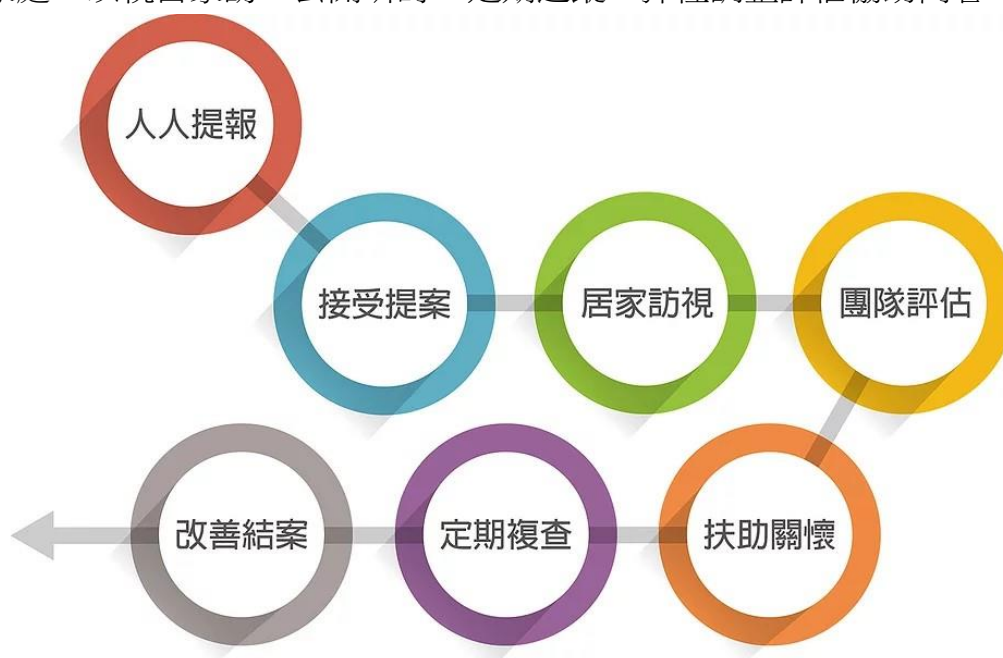 人人提報
接受提案
居家訪視
團隊評估
扶助關懷
定期複查
改善結案